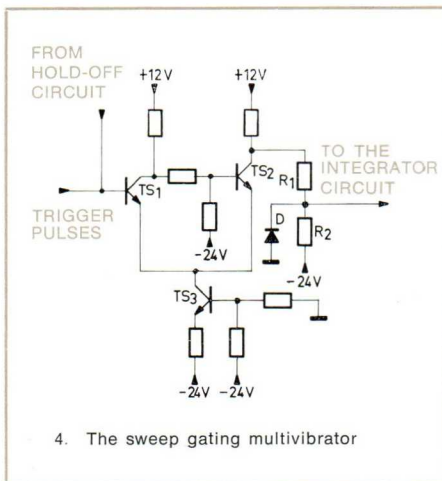 FROM
HOLD-OFF
CIRCUIT
+12V
+12V
TS2
R1
TO THE
INTEGRATOR
CIRCUIT
TS1
TRIGGER
PULSES
D
R2
-24V
-24V
TS3
-24V
-24V
4. The sweep gating multivibrator